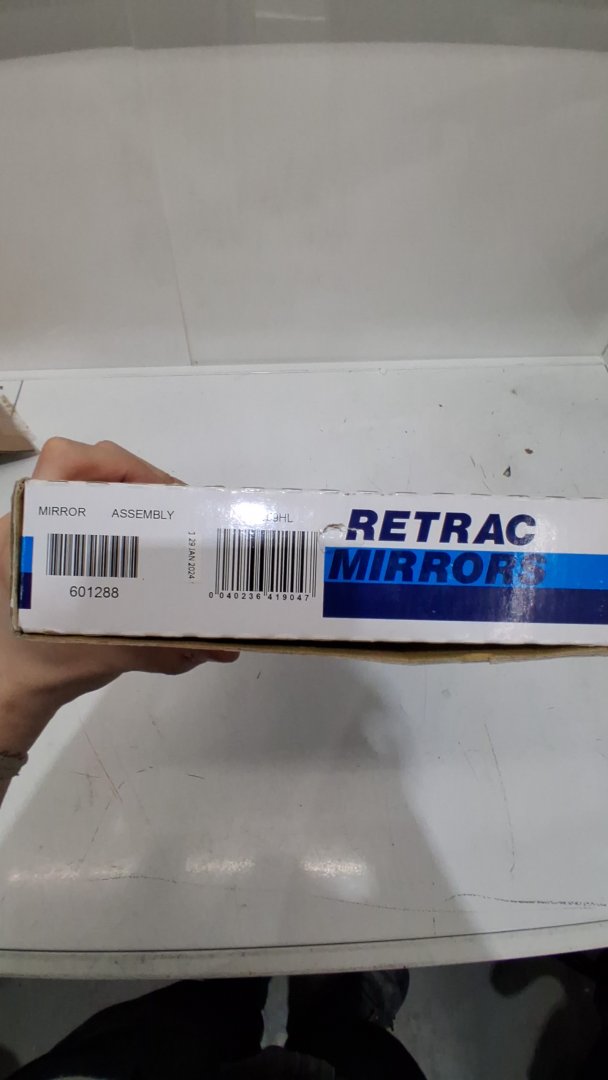 MIRROR ASSEMBLY
601288
29 JAN 2024
0 040236 419047
RETRAC
MIRRORS